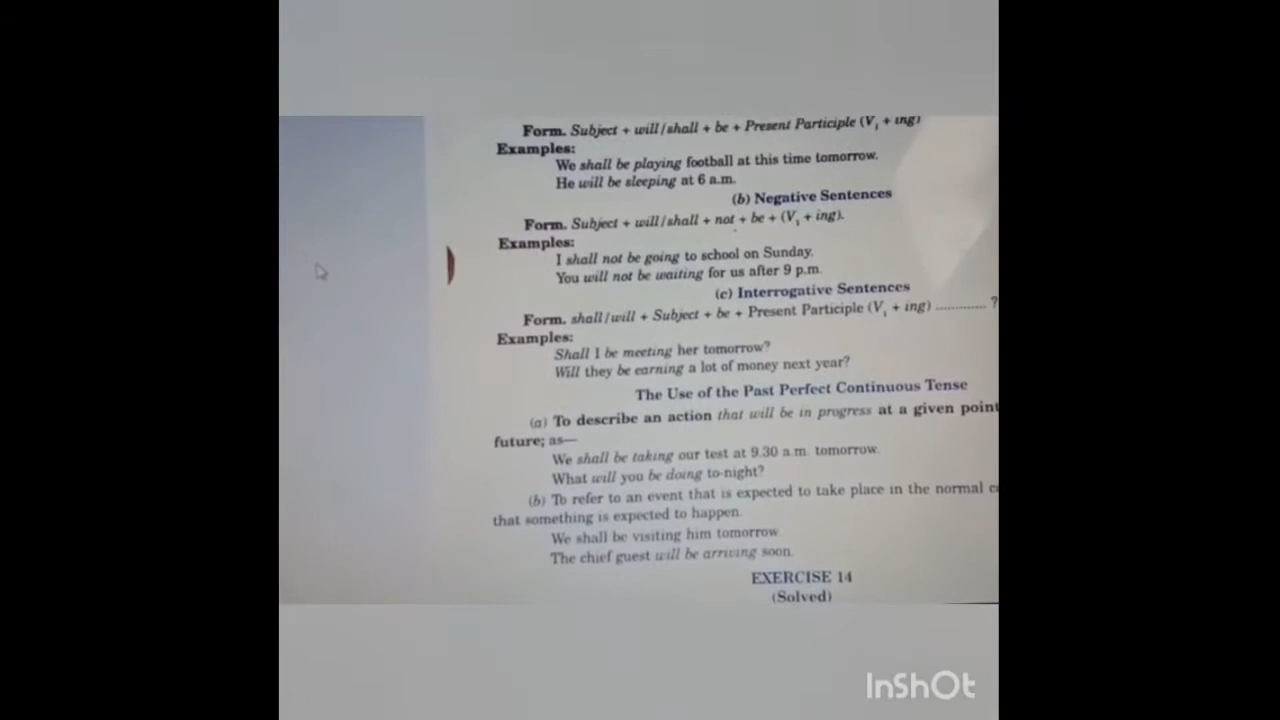 Form. Subject + will/shall + be + Present Participle (V₁ + ing)
Examples:
We shall be playing football at this time tomorrow.
He will be sleeping at 6 a.m.
(b) Negative Sentences
Form. Subject + will/shall + not + be + (V₁ + ing).
Examples:
I shall not be going to school on Sunday.
You will not be waiting for us after 9 p.m.
(c) Interrogative Sentences
Form. shall/will + Subject + be + Present Participle (V₁ + ing) ............. ?
Examples:
Shall I be meeting her tomorrow?
Will they be earning a lot of money next year?
The Use of the Past Perfect Continuous Tense
(a) To describe an action that will be in progress at a given point
future; as—
We shall be taking our test at 9.30 a.m. tomorrow.
What will you be doing to-night?
(b) To refer to an event that is expected to take place in the normal
that something is expected to happen.
We shall be visiting him tomorrow
The chief guest will be arriving soon.
EXERCISE 14
(Solved)
InShOt